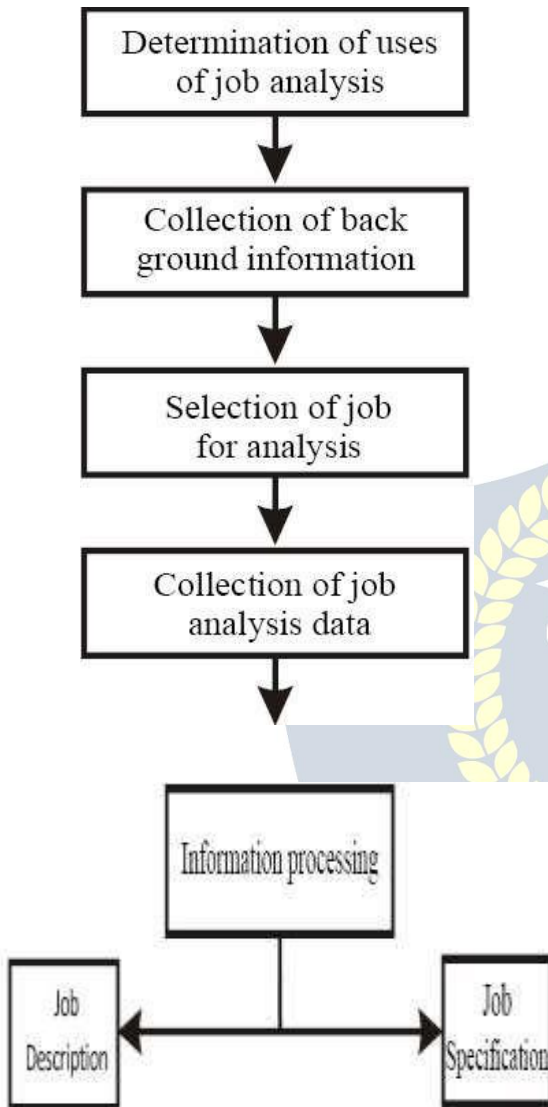 Determination of uses
of job analysis
Collection of back
ground information
Selection of job
for analysis
Collection of job
analysis data
Information processing
Job
Description
Job
Specification